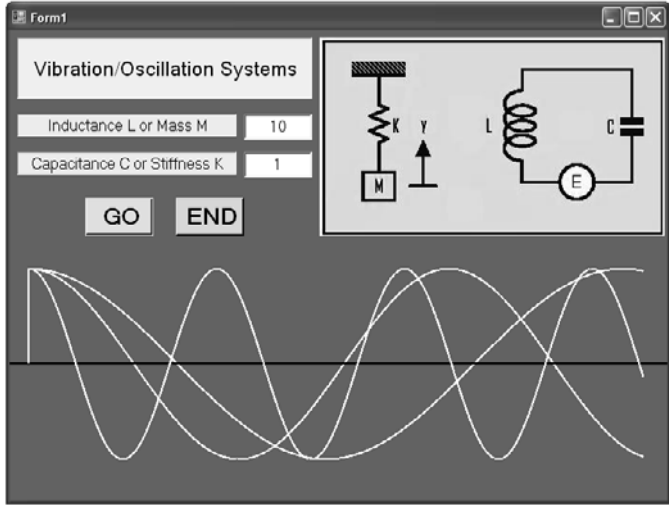 Form1
Vibration/Oscillation Systems
Inductance L or Mass M 10
Capacitance C or Stiffness K 1
GO END
K Y L C
M E